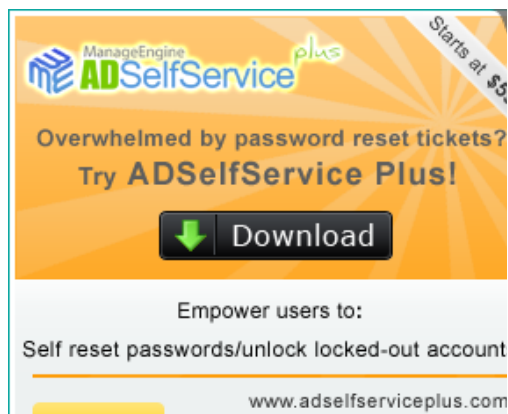 Starts at
ManageEngine
ADSelfService plus
Overwhelmed by password reset tickets?
Try ADSelfService Plus!
Download
Empower users to:
Self reset passwords/unlock locked-out account
www.adselfserviceplus.com